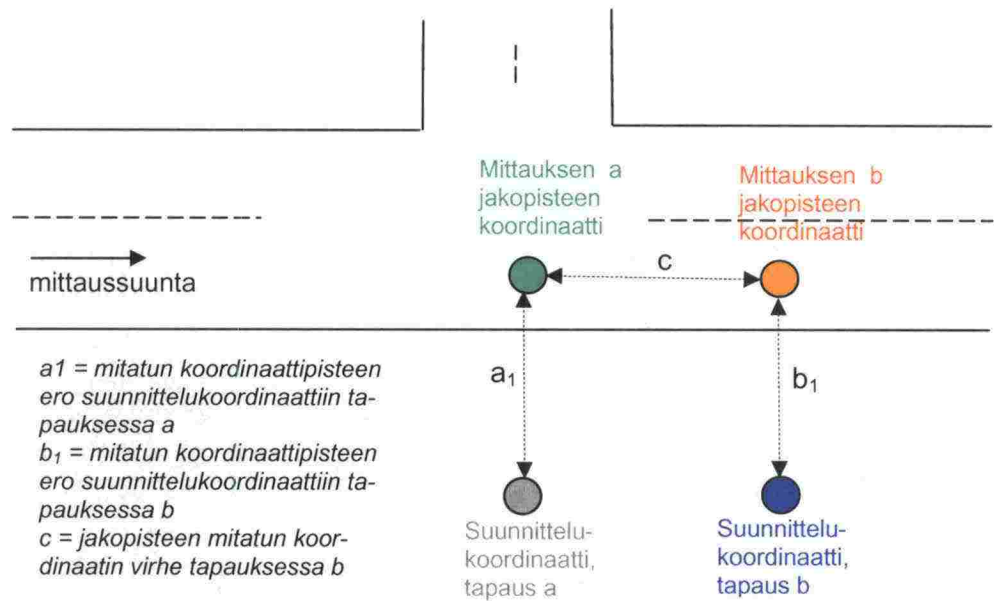 Mittauksen a
jakopisteen
koordinaatti
Mittauksen b
jakopisteen
koordinaatti
c
mittaussuunta
a1 = mitatun koordinaattipisteen
ero suunnittelukoordinaattiin ta-
pauksessa a
b₁ = mitatun koordinaattipisteen
ero suunnittelukoordinaattiin ta-
pauksessa b
c = jakopisteen mitatun koor-
dinaatin virhe tapauksessa b
a₁
b₁
Suunnittelu-
koordinaatti,
tapaus a
Suunnittelu-
koordinaatti,
tapaus b